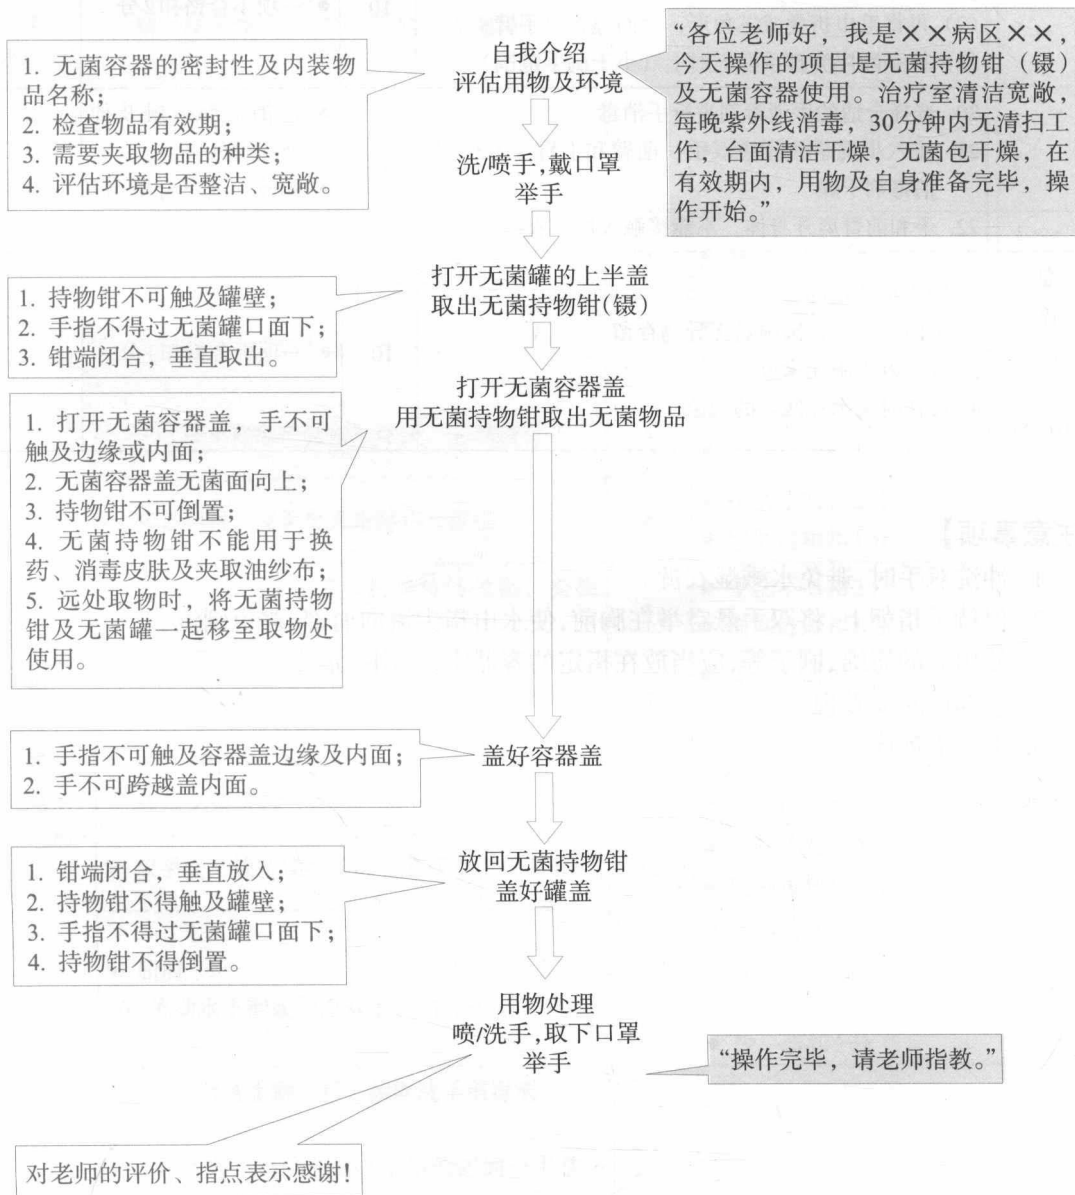 自我介绍
评估用物及环境
1. 无菌容器的密封性及内装物
品名称；
2. 检查物品有效期；
3. 需要夹取物品的种类；
4. 评估环境是否整洁、宽敞。
“各位老师好，我是××病区××，
今天操作的项目是无菌持物钳（镊）
及无菌容器使用。治疗室清洁宽敞，
每晚紫外线消毒，30分钟内无清扫工
作，台面清洁干燥，无菌包干燥，在
有效期内，用物及自身准备完毕，操
作开始。”
洗/喷手，戴口罩
举手
打开无菌罐的上半盖
取出无菌持物钳(镊)
1. 持物钳不可触及罐壁；
2. 手指不得过无菌罐口面下；
3. 钳端闭合，垂直取出。
打开无菌容器盖
用无菌持物钳取出无菌物品
1. 打开无菌容器盖，手不可
触及边缘或内面；
2. 无菌容器盖无菌面向上；
3. 持物钳不可倒置；
4. 无菌持物钳不能用于换
药、消毒皮肤及夹取油纱布；
5. 远处取物时，将无菌持物
钳及无菌罐一起移至取物处
使用。
盖好容器盖
1. 手指不可触及容器盖边缘及内面；
2. 手不可跨越盖内面。
放回无菌持物钳
盖好罐盖
1. 钳端闭合，垂直放入；
2. 持物钳不得触及罐壁；
3. 手指不得过无菌罐口面下；
4. 持物钳不得倒置。
用物处理
喷/洗手，取下口罩
举手
“操作完毕，请老师指教。”
对老师的评价、指点表示感谢！